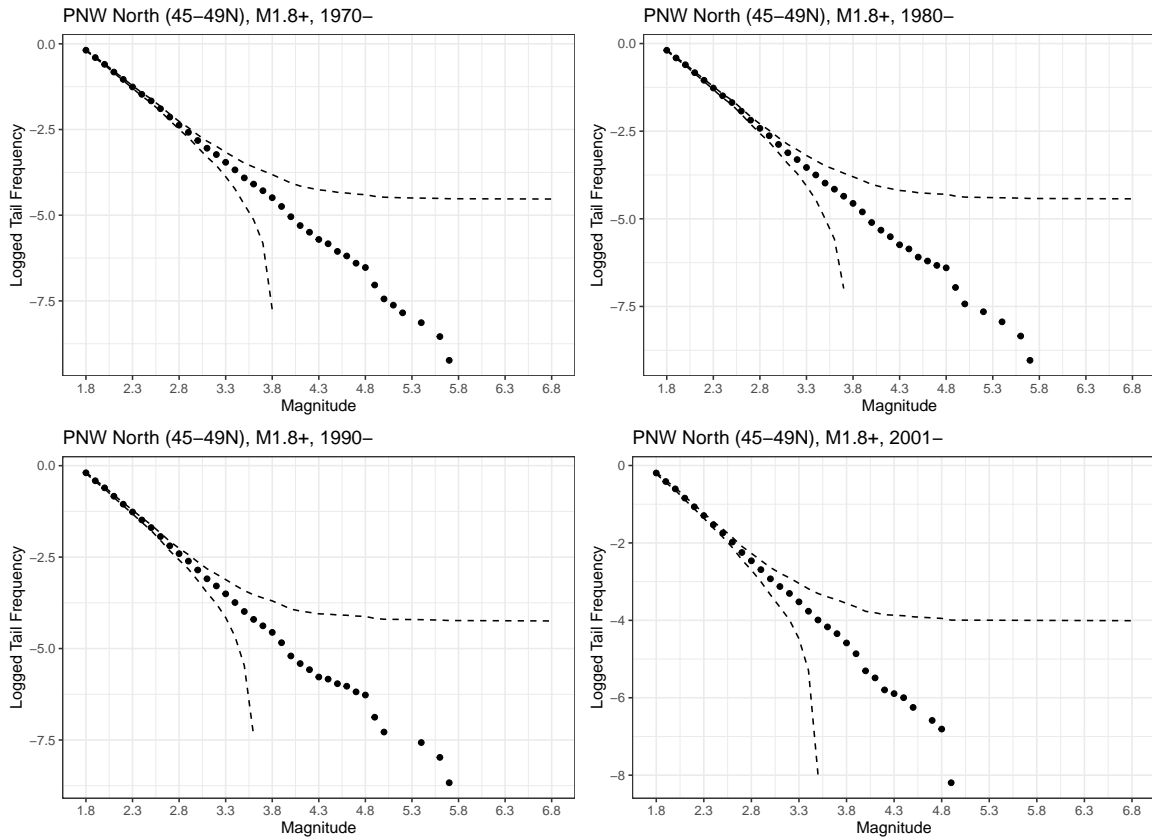 PNW North (45−49N), M1.8+, 1970−
0.0
−2.5
−5.0
−7.5
Logged Tail Frequency
1.8 2.3 2.8 3.3 3.8 4.3 4.8 5.3 5.8 6.3 6.8
Magnitude
PNW North (45−49N), M1.8+, 1980−
0.0
−2.5
−5.0
−7.5
Logged Tail Frequency
1.8 2.3 2.8 3.3 3.8 4.3 4.8 5.3 5.8 6.3 6.8
Magnitude
PNW North (45−49N), M1.8+, 1990−
0.0
−2.5
−5.0
−7.5
Logged Tail Frequency
1.8 2.3 2.8 3.3 3.8 4.3 4.8 5.3 5.8 6.3 6.8
Magnitude
PNW North (45−49N), M1.8+, 2001−
0
−2
−4
−6
−8
Logged Tail Frequency
1.8 2.3 2.8 3.3 3.8 4.3 4.8 5.3 5.8 6.3 6.8
Magnitude